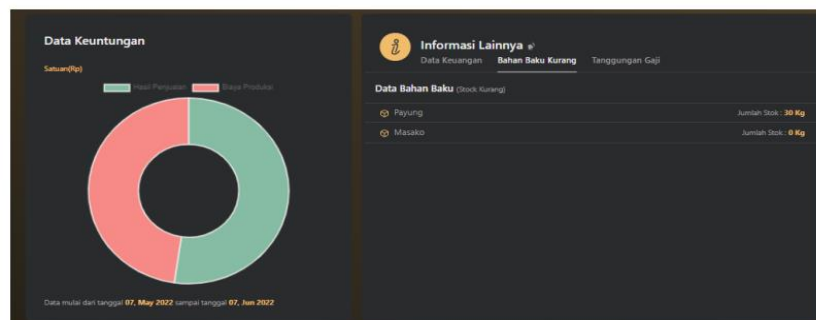 Data Keuntungan
Satuan(Rp)
Hasil Penjualan Biaya Produksi
Data mulai dari tanggal 07, May 2022 sampai tanggal 07, Jun 2022
Informasi Lainnya
Data Keuangan Bahan Baku Kurang Tanggungan Gaji
Data Bahan Baku (Stock Kurang)
Payung Jumlah Stok : 30 Kg
Masako Jumlah Stok : 0 Kg